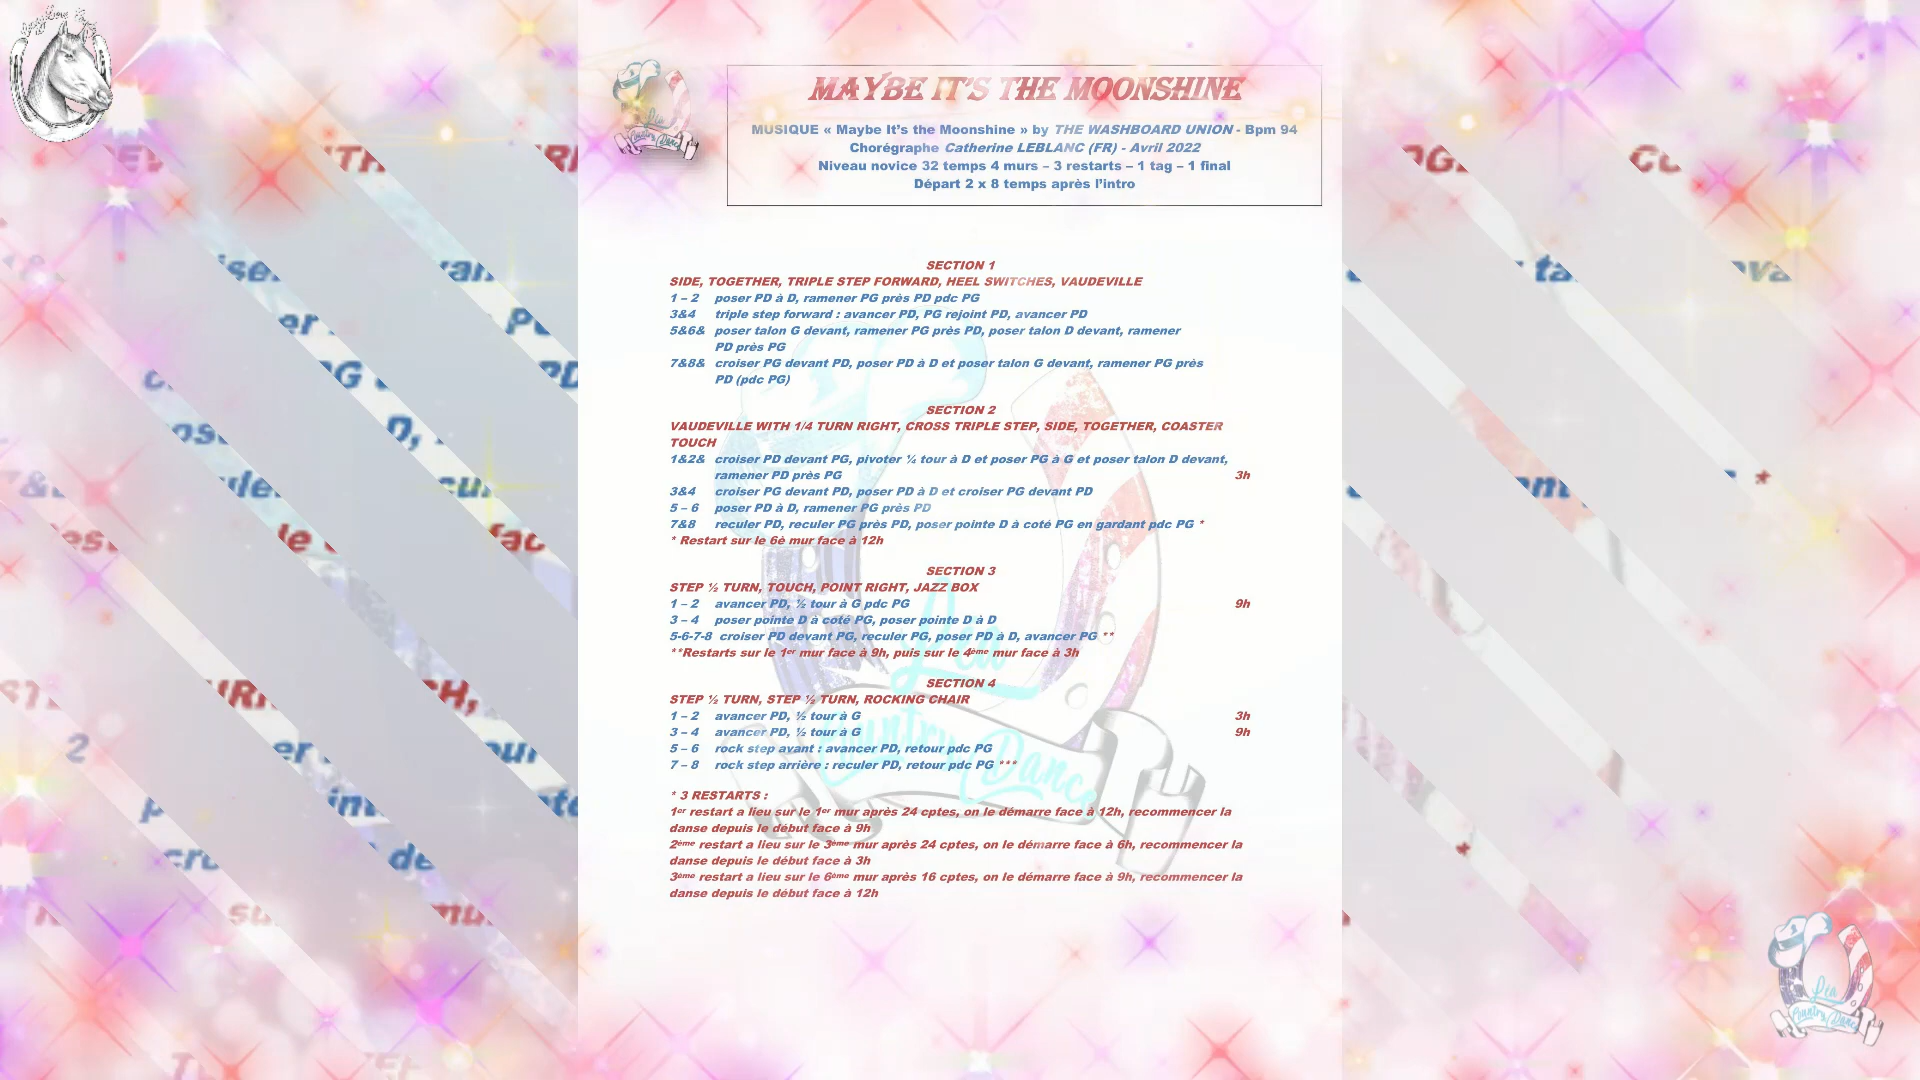 MAYBE IT'S THE MOONSHINE
MUSIQUE « Maybe It's the Moonshine » by THE WASHBOARD UNION - Bpm 94
Chorégraphe Catherine LEBLANC (FR) - Avril 2022
Niveau novice 32 temps 4 murs – 3 restarts – 1 tag – 1 final
Départ 2 x 8 temps après l'intro
SECTION 1
SIDE, TOGETHER, TRIPLE STEP FORWARD, HEEL SWITCHES, VAUDEVILLE
1 – 2 poser PD à D, ramener PG près PD pdc PG
3&4 triple step forward : avancer PD, PG rejoint PD, avancer PD
5&6& poser talon G devant, ramener PG près PD, poser talon D devant, ramener
PD près PG
7&8& croiser PG devant PD, poser PD à D et poser talon G devant, ramener PG près
PD (pdc PG)
SECTION 2
VAUDEVILLE WITH 1/4 TURN RIGHT, CROSS TRIPLE STEP, SIDE, TOGETHER, COASTER
TOUCH
1&2& croiser PD devant PG, pivoter ¼ tour à D et poser PG à G et poser talon D devant,
ramener PD près PG 3h
3&4 croiser PG devant PD, poser PD à D et croiser PG devant PD
5 – 6 poser PD à D, ramener PG près PD
7&8 reculer PD, reculer PG près PD, poser pointe D à coté PG en gardant pdc PG *
* Restart sur le 6è mur face à 12h
SECTION 3
STEP ½ TURN, TOUCH, POINT RIGHT, JAZZ BOX
1 – 2 avancer PD, ½ tour à G pdc PG 9h
3 – 4 poser pointe D à coté PG, poser pointe D à D
5-6-7-8 croiser PD devant PG, reculer PG, poser PD à D, avancer PG **
**Restarts sur le 1er mur face à 9h, puis sur le 4ème mur face à 3h
SECTION 4
STEP ½ TURN, STEP ½ TURN, ROCKING CHAIR
1 – 2 avancer PD, ½ tour à G 3h
3 – 4 avancer PD, ½ tour à G 9h
5 – 6 rock step avant : avancer PD, retour pdc PG
7 – 8 rock step arrière : reculer PD, retour pdc PG ***
* 3 RESTARTS :
1er restart a lieu sur le 1er mur après 24 cptes, on le démarre face à 12h, recommencer la
danse depuis le début face à 9h
2ème restart a lieu sur le 3ème mur après 24 cptes, on le démarre face à 6h, recommencer la
danse depuis le début face à 3h
3ème restart a lieu sur le 6ème mur après 16 cptes, on le démarre face à 9h, recommencer la
danse depuis le début face à 12h
Léa
Country Dance